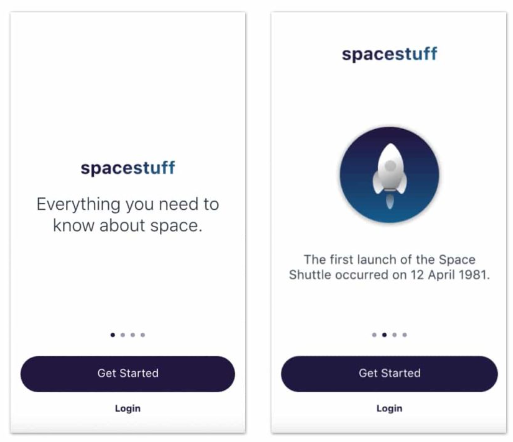 spacestuff
Everything you need to
know about space.
Get Started
Login
spacestuff
The first launch of the Space
Shuttle occurred on 12 April 1981.
Get Started
Login